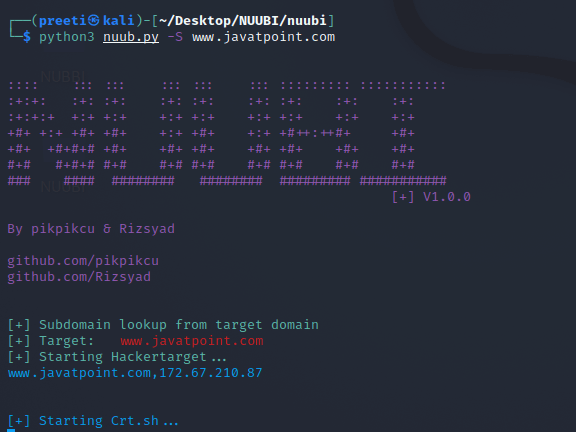 ┌──(preeti㉿kali)-[~/Desktop/NUUBI/nuubi]
└─$ python3 nuub.py -S www.javatpoint.com
[+] V1.0.0
By pikpikcu & Rizsyad
github.com/pikpikcu
github.com/Rizsyad
[+] Subdomain lookup from target domain
[+] Target: www.javatpoint.com
[+] Starting Hackertarget...
www.javatpoint.com,172.67.210.87
[+] Starting Crt.sh...